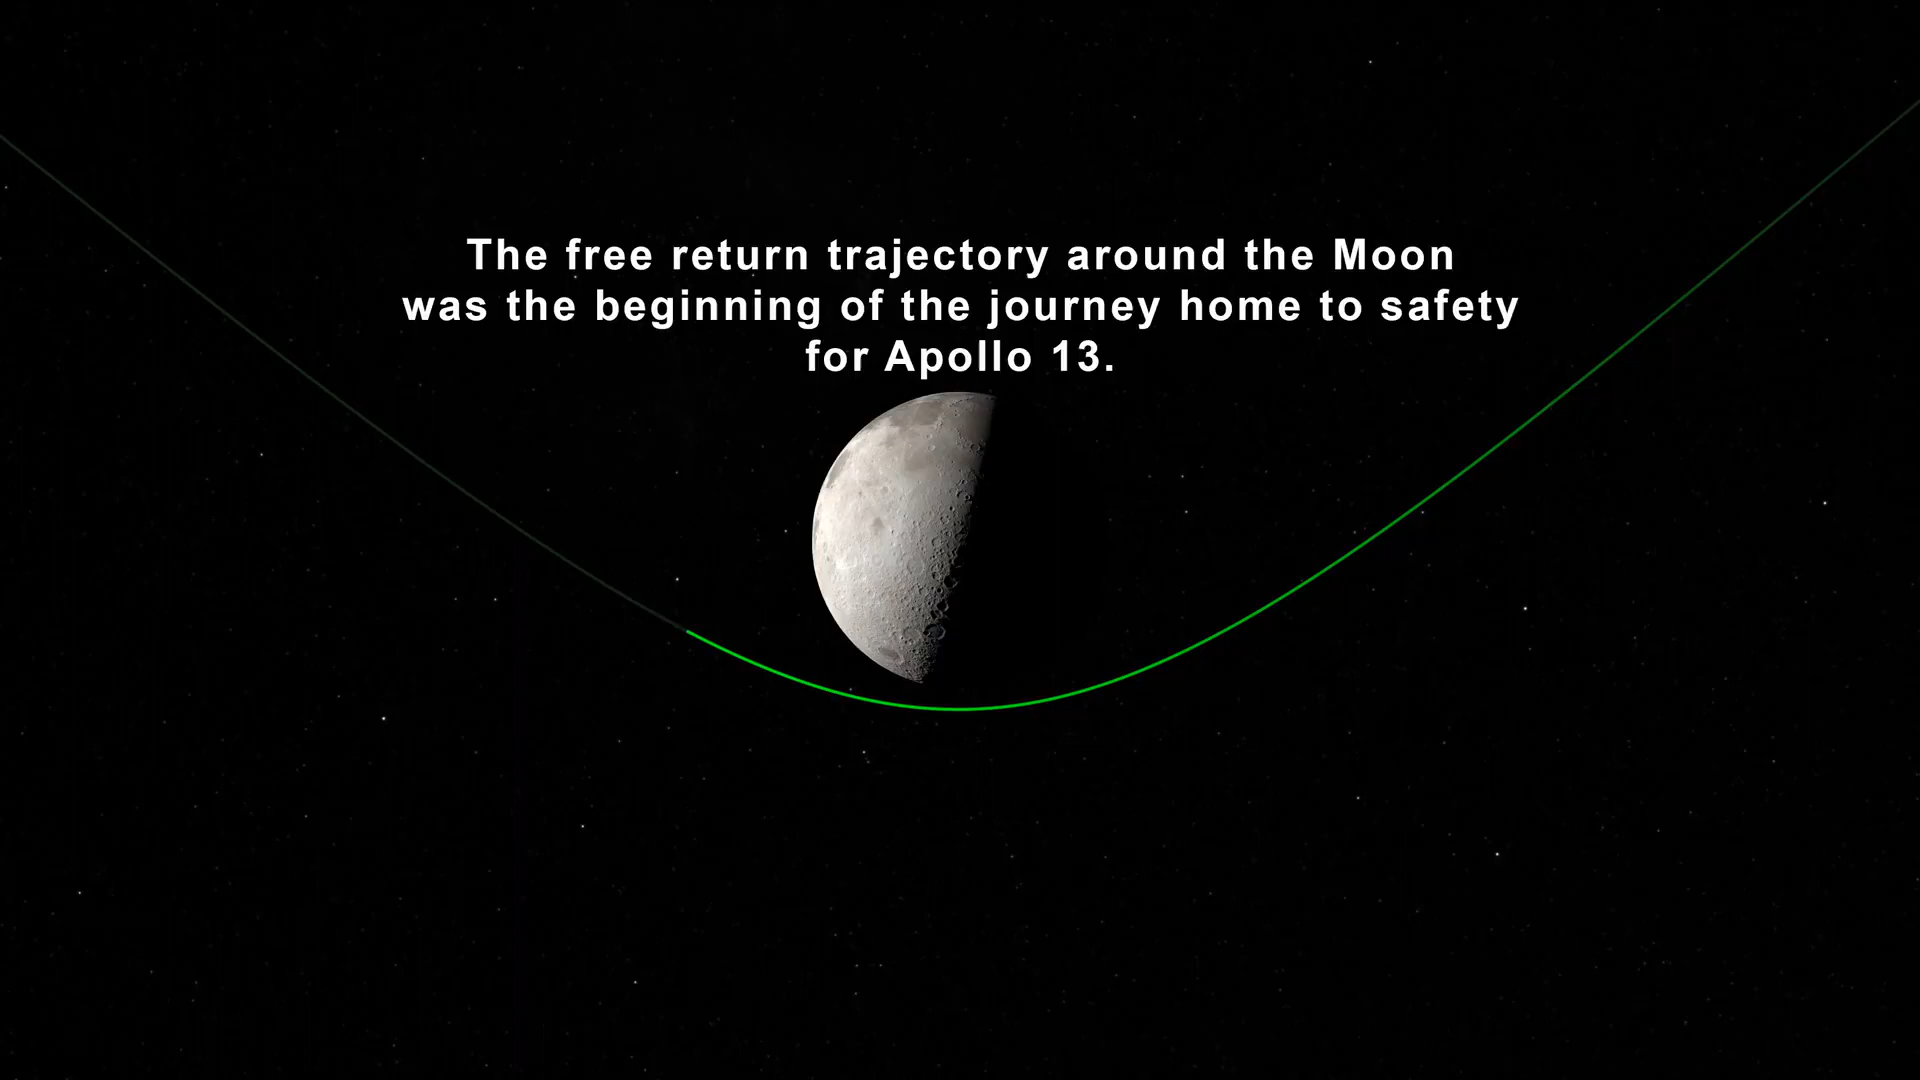 The free return trajectory around the Moon
was the beginning of the journey home to safety
for Apollo 13.